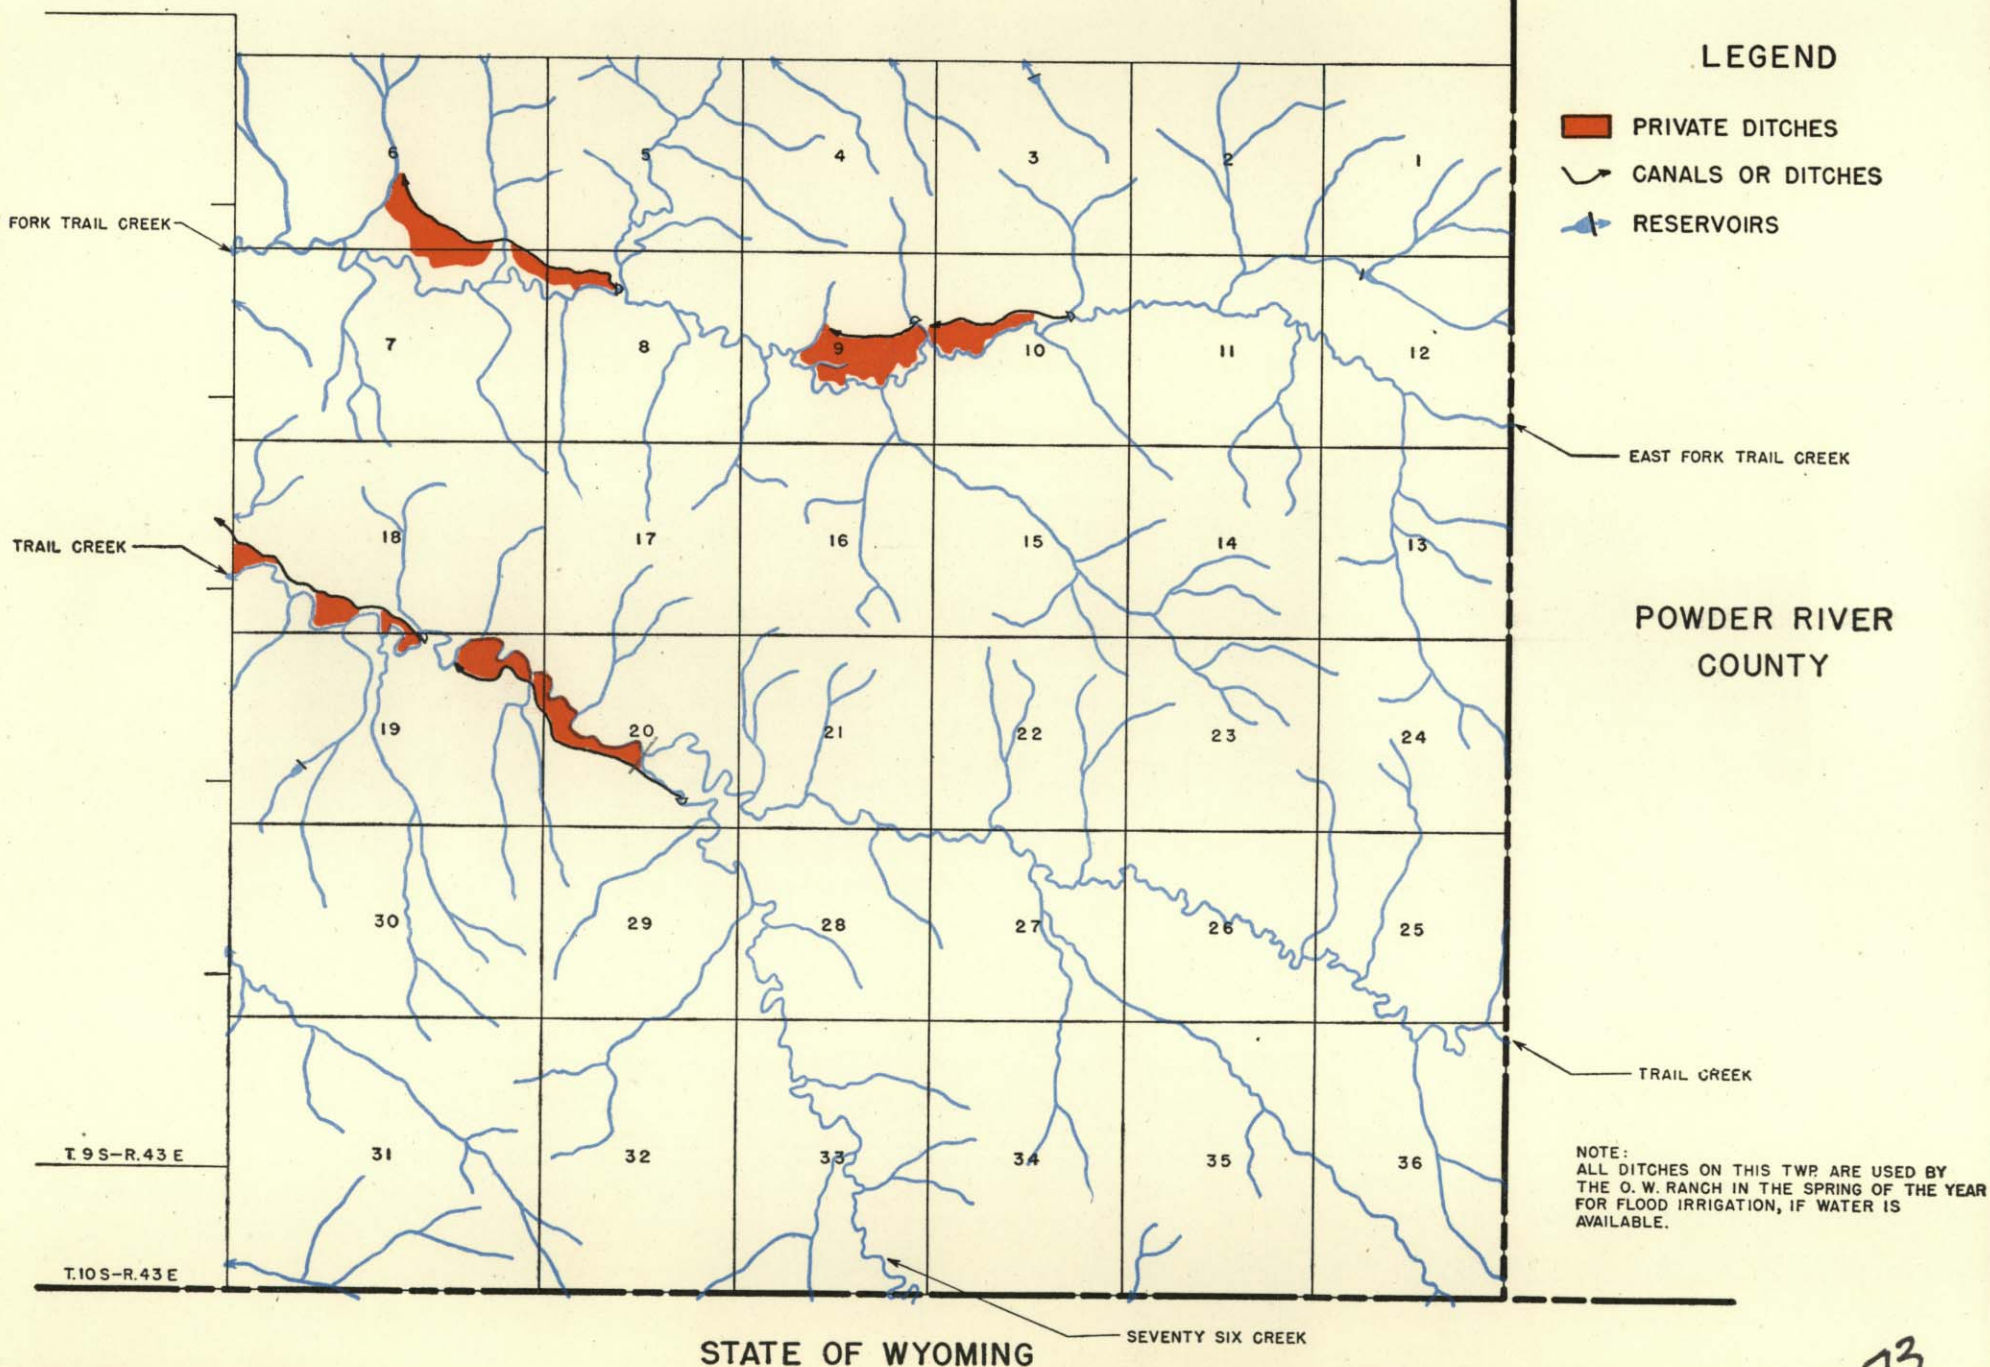 LEGEND
PRIVATE DITCHES
CANALS OR DITCHES
RESERVOIRS
6 5 4 3 2 1
FORK TRAIL CREEK
7 8 9 10 11 12
EAST FORK TRAIL CREEK
18 17 16 15 14 13
TRAIL CREEK
POWDER RIVER
COUNTY
19 20 21 22 23 24
30 29 28 27 26 25
TRAIL CREEK
31 32 33 34 35 36
T. 9 S-R. 43 E
NOTE:
ALL DITCHES ON THIS TWP. ARE USED BY
THE O. W. RANCH IN THE SPRING OF THE YEAR
FOR FLOOD IRRIGATION, IF WATER IS
AVAILABLE.
T. 10 S-R. 43 E
SEVENTY SIX CREEK
STATE OF WYOMING
73